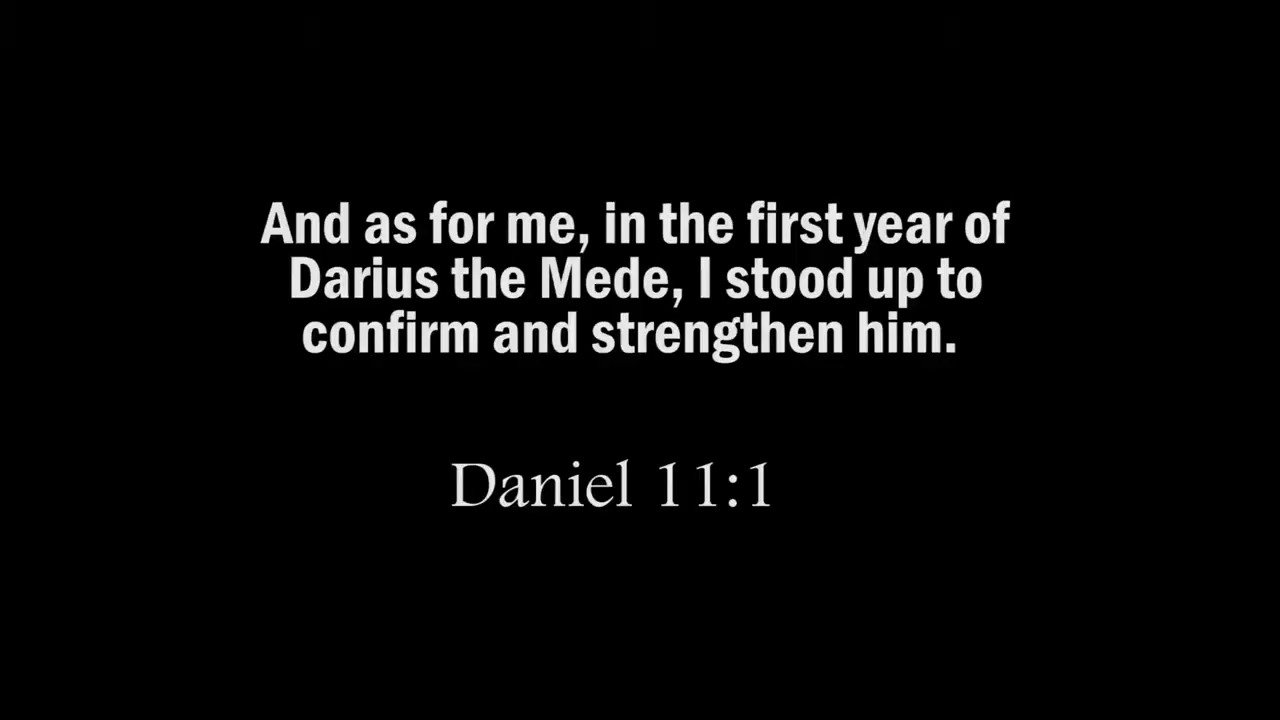 And as for me, in the first year of
Darius the Mede, I stood up to
confirm and strengthen him.
Daniel 11:1